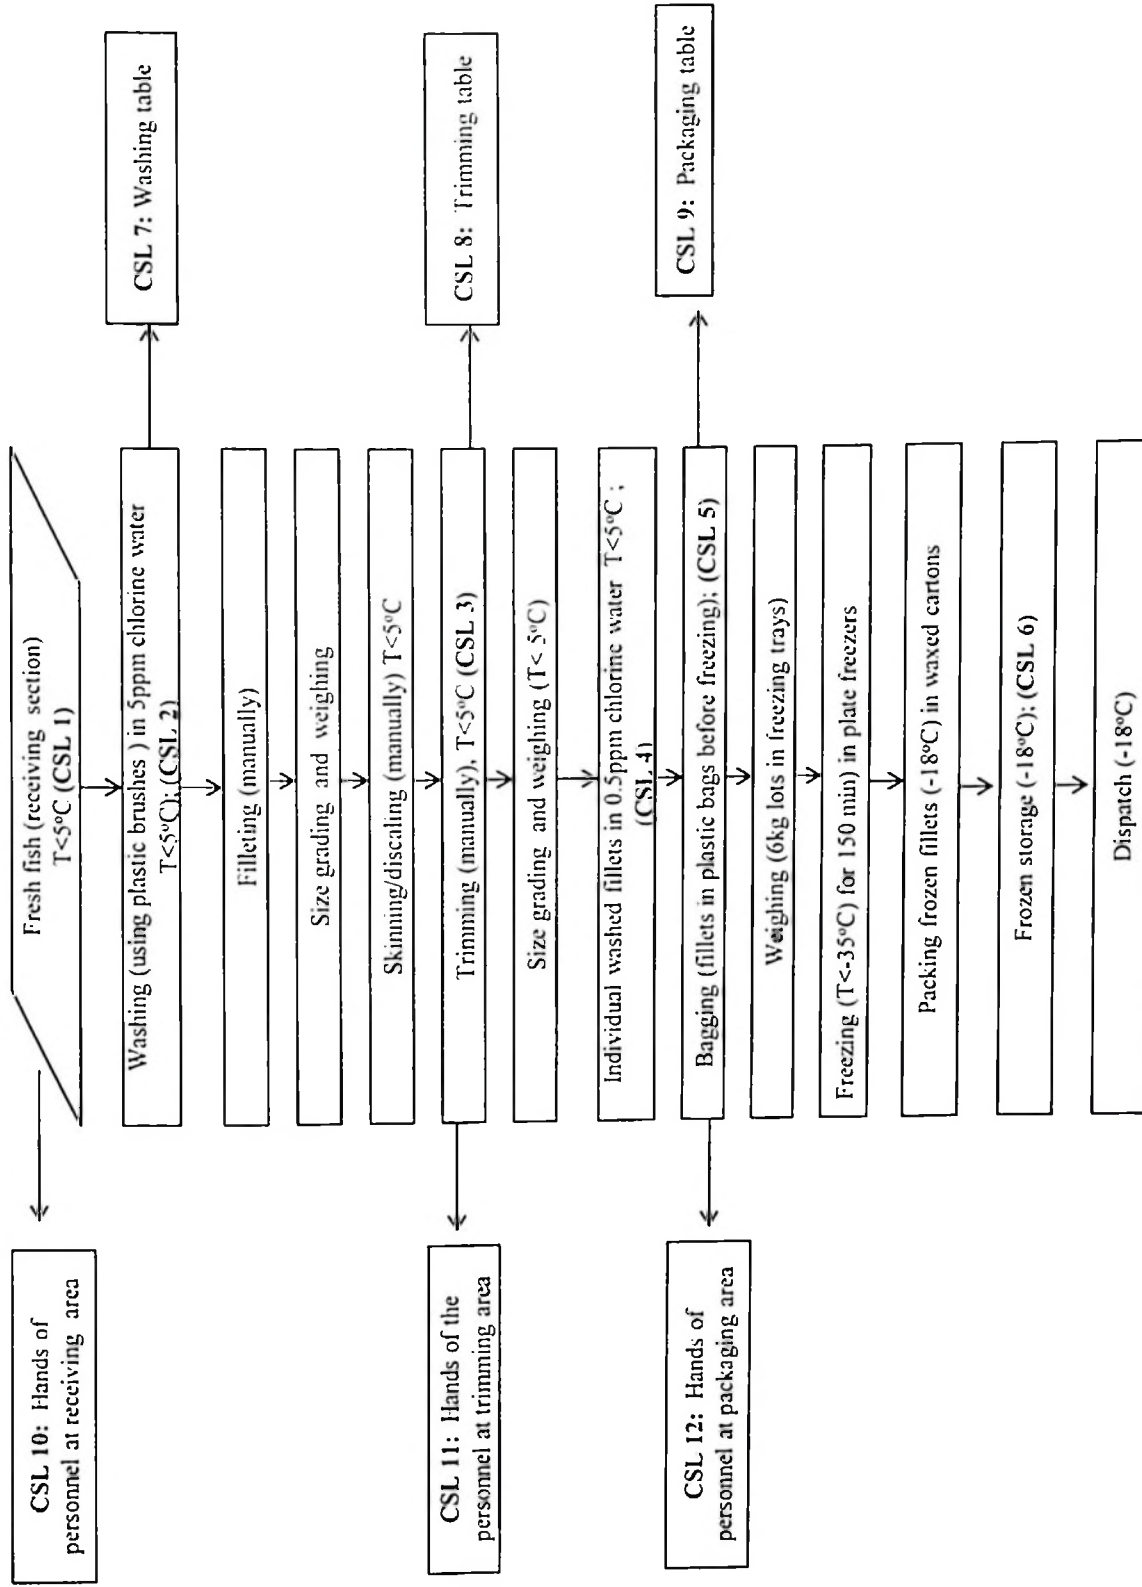 CSL 10: Hands of
personnel at receiving area
Fresh fish (receiving section)
T<5°C (CSL 1)
Washing (using plastic brushes ) in 5ppm chlorine water
T<5°C); (CSL 2)
CSL 7: Washing table
Filleting (manually)
Size grading and weighing
Skinning/discaling (manually) T<5°C
CSL 11: Hands of the
personnel at trimming area
Trimming (manually), T<5°C (CSL 3)
CSL 8: Trimming table
Size grading and weighing (T< 5°C)
Individual washed fillets in 0.5ppm chlorine water T<5°C ;
(CSL 4)
CSL 12: Hands of
personnel at packaging area
Bagging (fillets in plastic bags before freezing); (CSL 5)
CSL 9: Packaging table
Weighing (6kg lots in freezing trays)
Freezing (T<-35°C) for 150 min) in plate freezers
Packing frozen fillets (-18°C) in waxed cartons
Frozen storage (-18°C); (CSL 6)
Dispatch (-18°C)